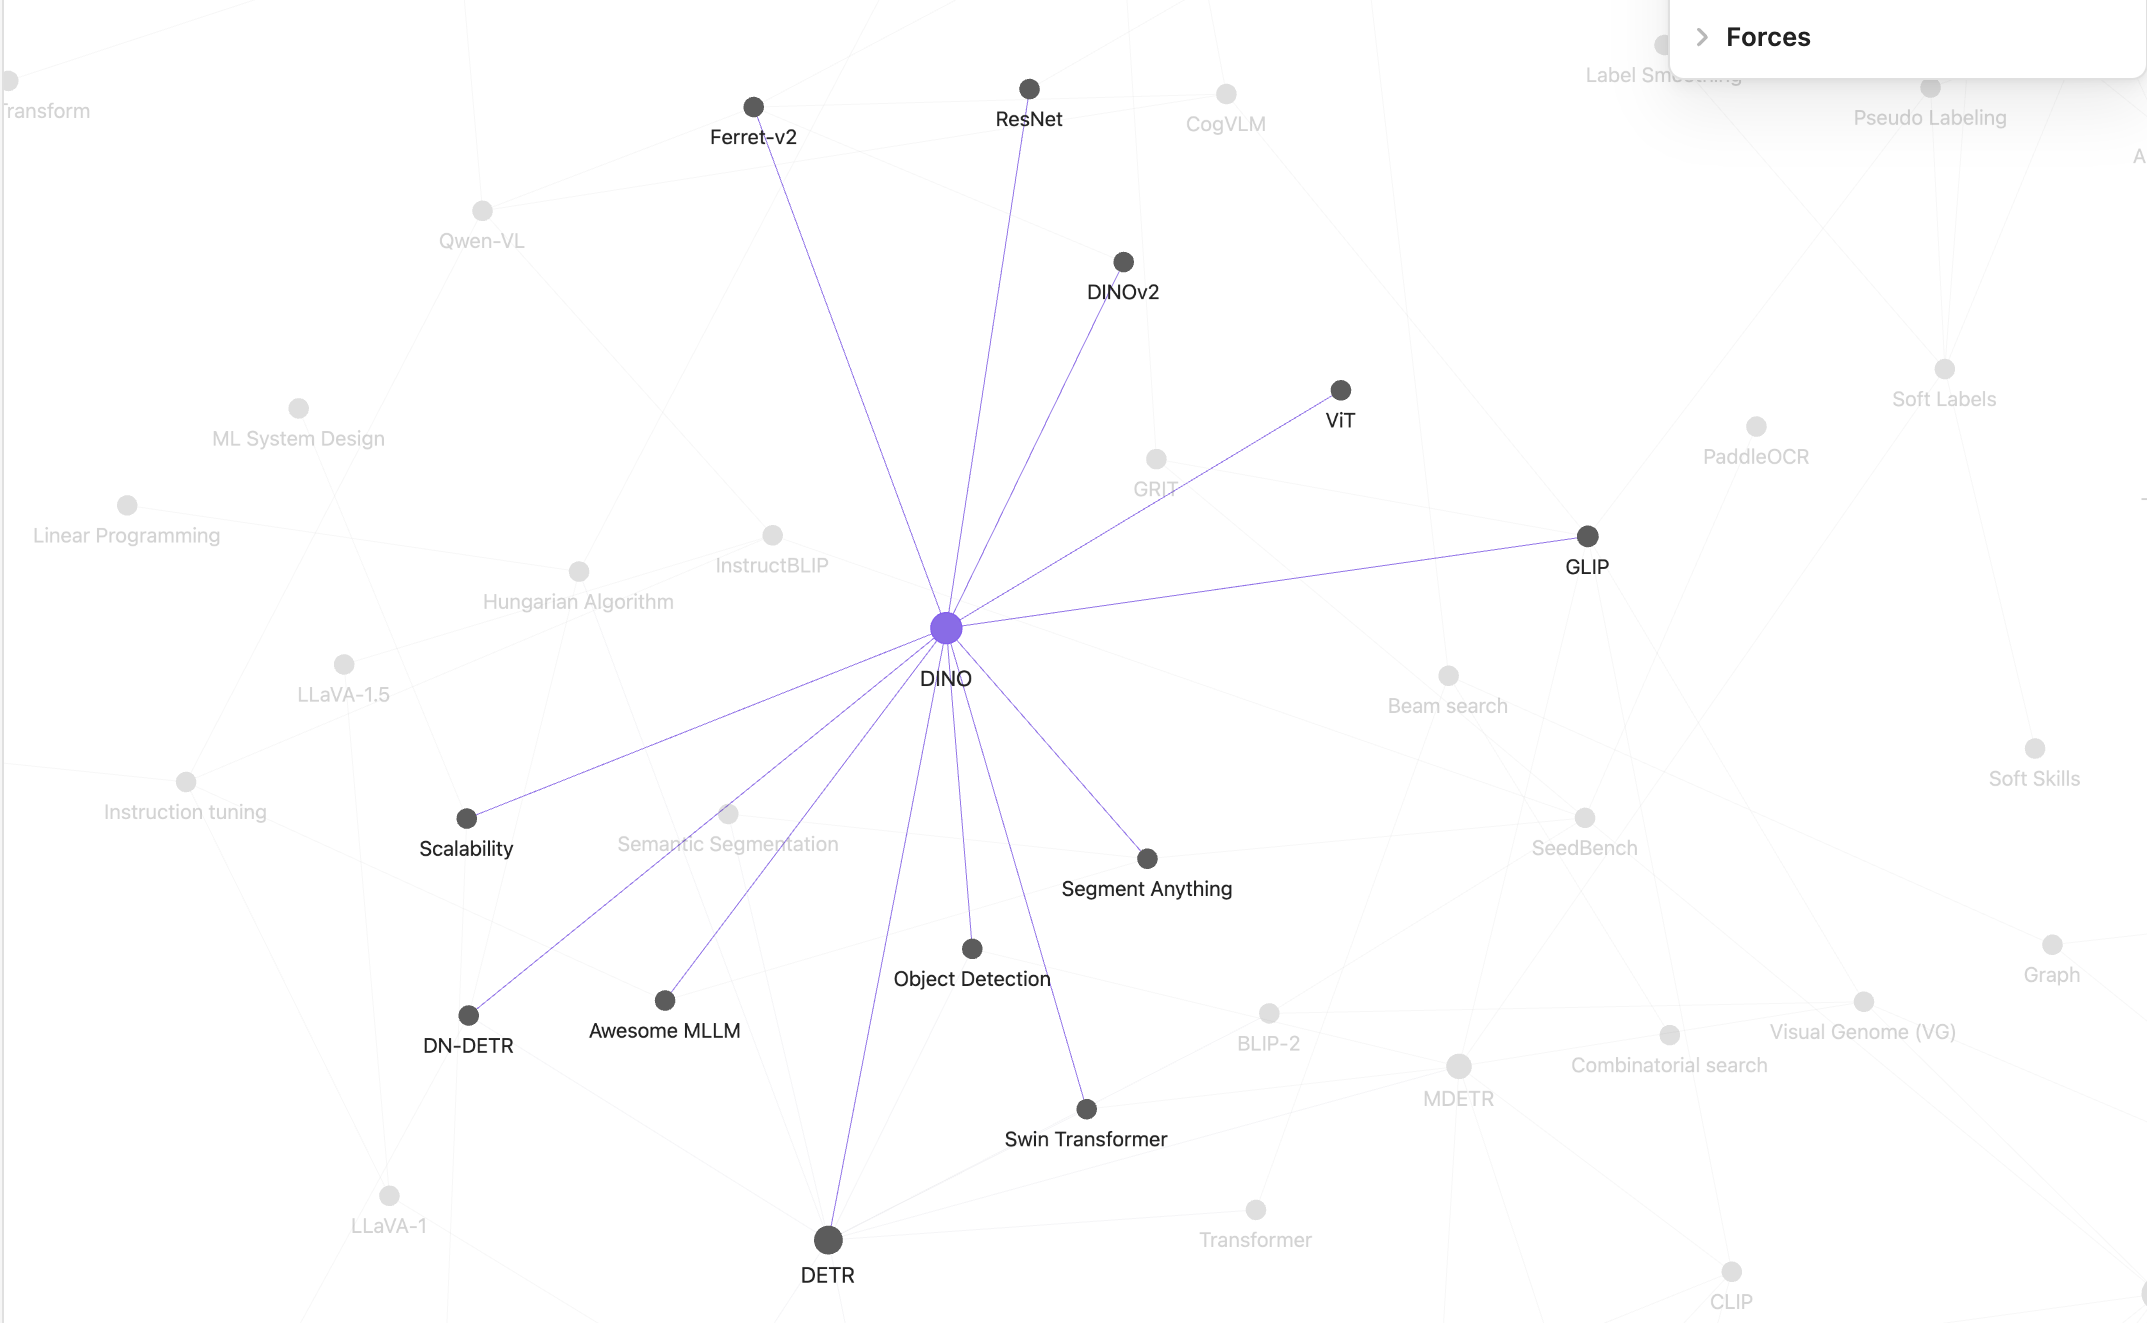 Forces
Label Smoothing
Pseudo Labeling
Transform
Ferret-v2
ResNet
CogVLM
A
Qwen-VL
DINOv2
Soft Labels
ViT
ML System Design
PaddleOCR
GRIT
Linear Programming
InstructBLIP
GLIP
Hungarian Algorithm
DINO
LLaVA-1.5
Beam search
Soft Skills
Instruction tuning
Scalability
Semantic Segmentation
SeedBench
Segment Anything
Object Detection
Graph
DN-DETR
Awesome MLLM
BLIP-2
Visual Genome (VG)
Combinatorial search
MDETR
Swin Transformer
LLaVA-1
Transformer
DETR
CLIP